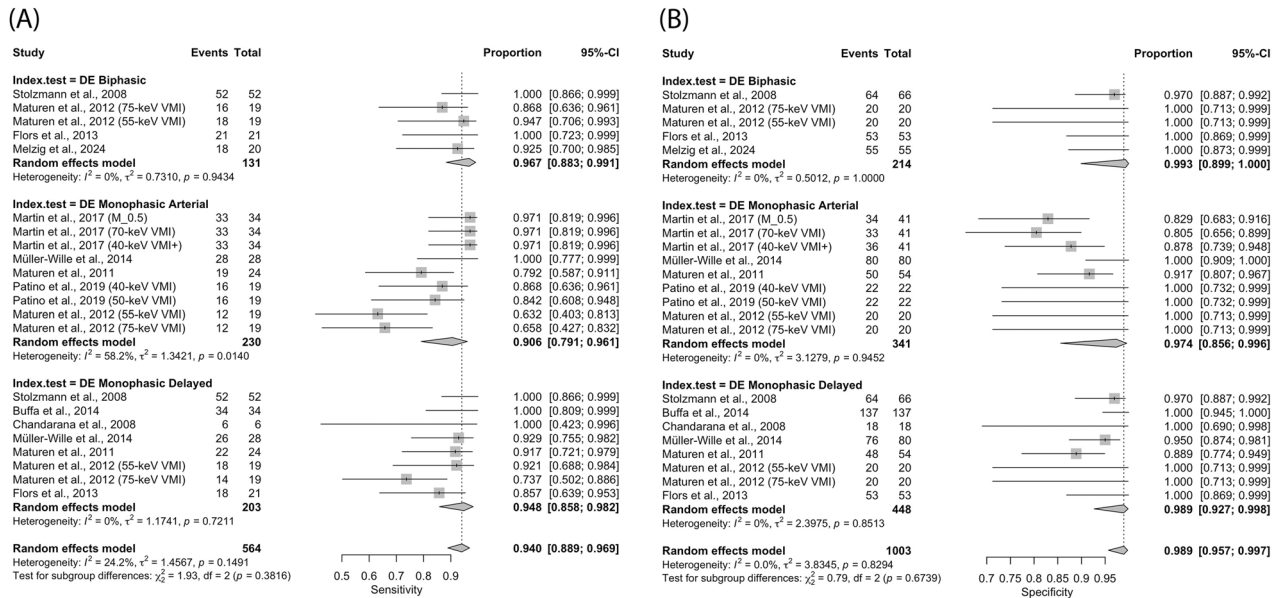 (A)
Study Events Total Proportion 95%-CI
Index.test = DE Biphasic
Stolzmann et al., 2008 52 52 1.000 [0.866; 0.999]
Maturen et al., 2012 (75-keV VMI) 16 19 0.868 [0.636; 0.961]
Maturen et al., 2012 (55-keV VMI) 18 19 0.947 [0.706; 0.993]
Flors et al., 2013 21 21 1.000 [0.723; 0.999]
Melzig et al., 2024 18 20 0.925 [0.700; 0.985]
Random effects model 131 0.967 [0.883; 0.991]
Heterogeneity: I² = 0%, τ² = 0.7310, p = 0.9434
Index.test = DE Monophasic Arterial
Martin et al., 2017 (M_0.5) 33 34 0.971 [0.819; 0.996]
Martin et al., 2017 (70-keV VMI) 33 34 0.971 [0.819; 0.996]
Martin et al., 2017 (40-keV VMI+) 33 34 0.971 [0.819; 0.996]
Müller-Wille et al., 2014 28 28 1.000 [0.777; 0.999]
Maturen et al., 2011 19 24 0.792 [0.587; 0.911]
Patino et al., 2019 (40-keV VMI) 16 19 0.868 [0.636; 0.961]
Patino et al., 2019 (50-keV VMI) 16 19 0.842 [0.608; 0.948]
Maturen et al., 2012 (55-keV VMI) 12 19 0.632 [0.403; 0.813]
Maturen et al., 2012 (75-keV VMI) 12 19 0.658 [0.427; 0.832]
Random effects model 230 0.906 [0.791; 0.961]
Heterogeneity: I² = 58.2%, τ² = 1.3421, p = 0.0140
Index.test = DE Monophasic Delayed
Stolzmann et al., 2008 52 52 1.000 [0.866; 0.999]
Buffa et al., 2014 34 34 1.000 [0.809; 0.999]
Chandarana et al., 2008 6 6 1.000 [0.423; 0.996]
Müller-Wille et al., 2014 26 28 0.929 [0.755; 0.982]
Maturen et al., 2011 22 24 0.917 [0.721; 0.979]
Maturen et al., 2012 (55-keV VMI) 18 19 0.921 [0.688; 0.984]
Maturen et al., 2012 (75-keV VMI) 14 19 0.737 [0.502; 0.886]
Flors et al., 2013 18 21 0.857 [0.639; 0.953]
Random effects model 203 0.948 [0.858; 0.982]
Heterogeneity: I² = 0%, τ² = 1.1741, p = 0.7211
Random effects model 564 0.940 [0.889; 0.969]
Heterogeneity: I² = 24.2%, τ² = 1.4567, p = 0.1491
Test for subgroup differences: χ²₂ = 1.93, df = 2 (p = 0.3816)
0.5 0.6 0.7 0.8 0.9
Sensitivity
(B)
Study Events Total Proportion 95%-CI
Index.test = DE Biphasic
Stolzmann et al., 2008 64 66 0.970 [0.887; 0.992]
Maturen et al., 2012 (75-keV VMI) 20 20 1.000 [0.713; 0.999]
Maturen et al., 2012 (55-keV VMI) 20 20 1.000 [0.713; 0.999]
Flors et al., 2013 53 53 1.000 [0.869; 0.999]
Melzig et al., 2024 55 55 1.000 [0.873; 0.999]
Random effects model 214 0.993 [0.899; 1.000]
Heterogeneity: I² = 0%, τ² = 0.5012, p = 1.0000
Index.test = DE Monophasic Arterial
Martin et al., 2017 (M_0.5) 34 41 0.829 [0.683; 0.916]
Martin et al., 2017 (70-keV VMI) 33 41 0.805 [0.656; 0.899]
Martin et al., 2017 (40-keV VMI+) 36 41 0.878 [0.739; 0.948]
Müller-Wille et al., 2014 80 80 1.000 [0.909; 1.000]
Maturen et al., 2011 50 54 0.917 [0.807; 0.967]
Patino et al., 2019 (40-keV VMI) 22 22 1.000 [0.732; 0.999]
Patino et al., 2019 (50-keV VMI) 22 22 1.000 [0.732; 0.999]
Maturen et al., 2012 (55-keV VMI) 20 20 1.000 [0.713; 0.999]
Maturen et al., 2012 (75-keV VMI) 20 20 1.000 [0.713; 0.999]
Random effects model 341 0.974 [0.856; 0.996]
Heterogeneity: I² = 0%, τ² = 3.1279, p = 0.9452
Index.test = DE Monophasic Delayed
Stolzmann et al., 2008 64 66 0.970 [0.887; 0.992]
Buffa et al., 2014 137 137 1.000 [0.945; 1.000]
Chandarana et al., 2008 18 18 1.000 [0.690; 0.998]
Müller-Wille et al., 2014 76 80 0.950 [0.874; 0.981]
Maturen et al., 2011 48 54 0.889 [0.774; 0.949]
Maturen et al., 2012 (55-keV VMI) 20 20 1.000 [0.713; 0.999]
Maturen et al., 2012 (75-keV VMI) 20 20 1.000 [0.713; 0.999]
Flors et al., 2013 53 53 1.000 [0.869; 0.999]
Random effects model 448 0.989 [0.927; 0.998]
Heterogeneity: I² = 0%, τ² = 2.3975, p = 0.8513
Random effects model 1003 0.989 [0.957; 0.997]
Heterogeneity: I² = 0.0%, τ² = 3.8345, p = 0.8294
Test for subgroup differences: χ²₂ = 0.79, df = 2 (p = 0.6739)
0.7 0.8 0.85 0.9 0.95
Specificity